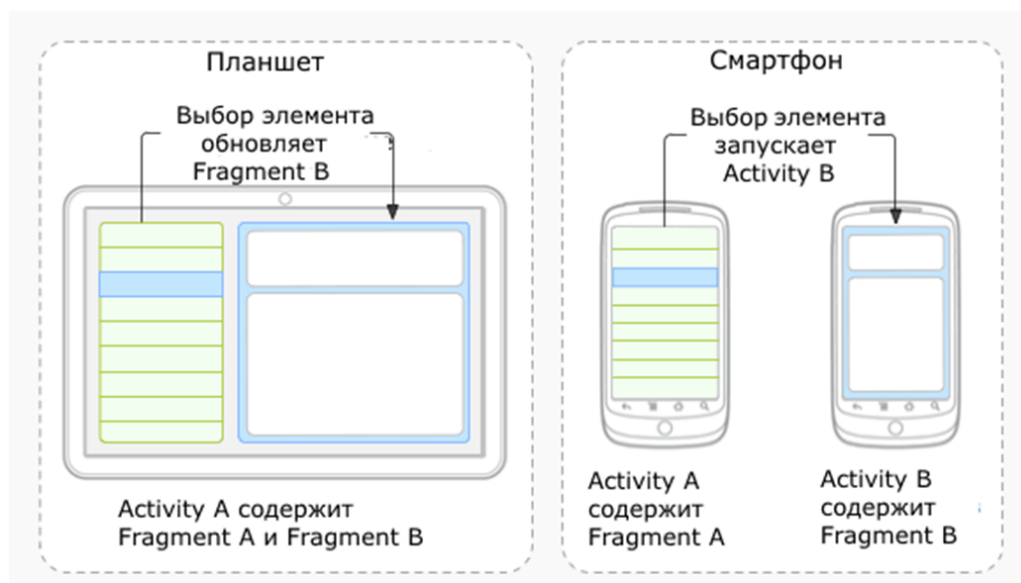 Планшет
Выбор элемента
обновляет
Fragment B
Activity A содержит
Fragment A и Fragment B
Смартфон
Выбор элемента
запускает
Activity B
Activity A
содержит
Fragment A
Activity B
содержит
Fragment B